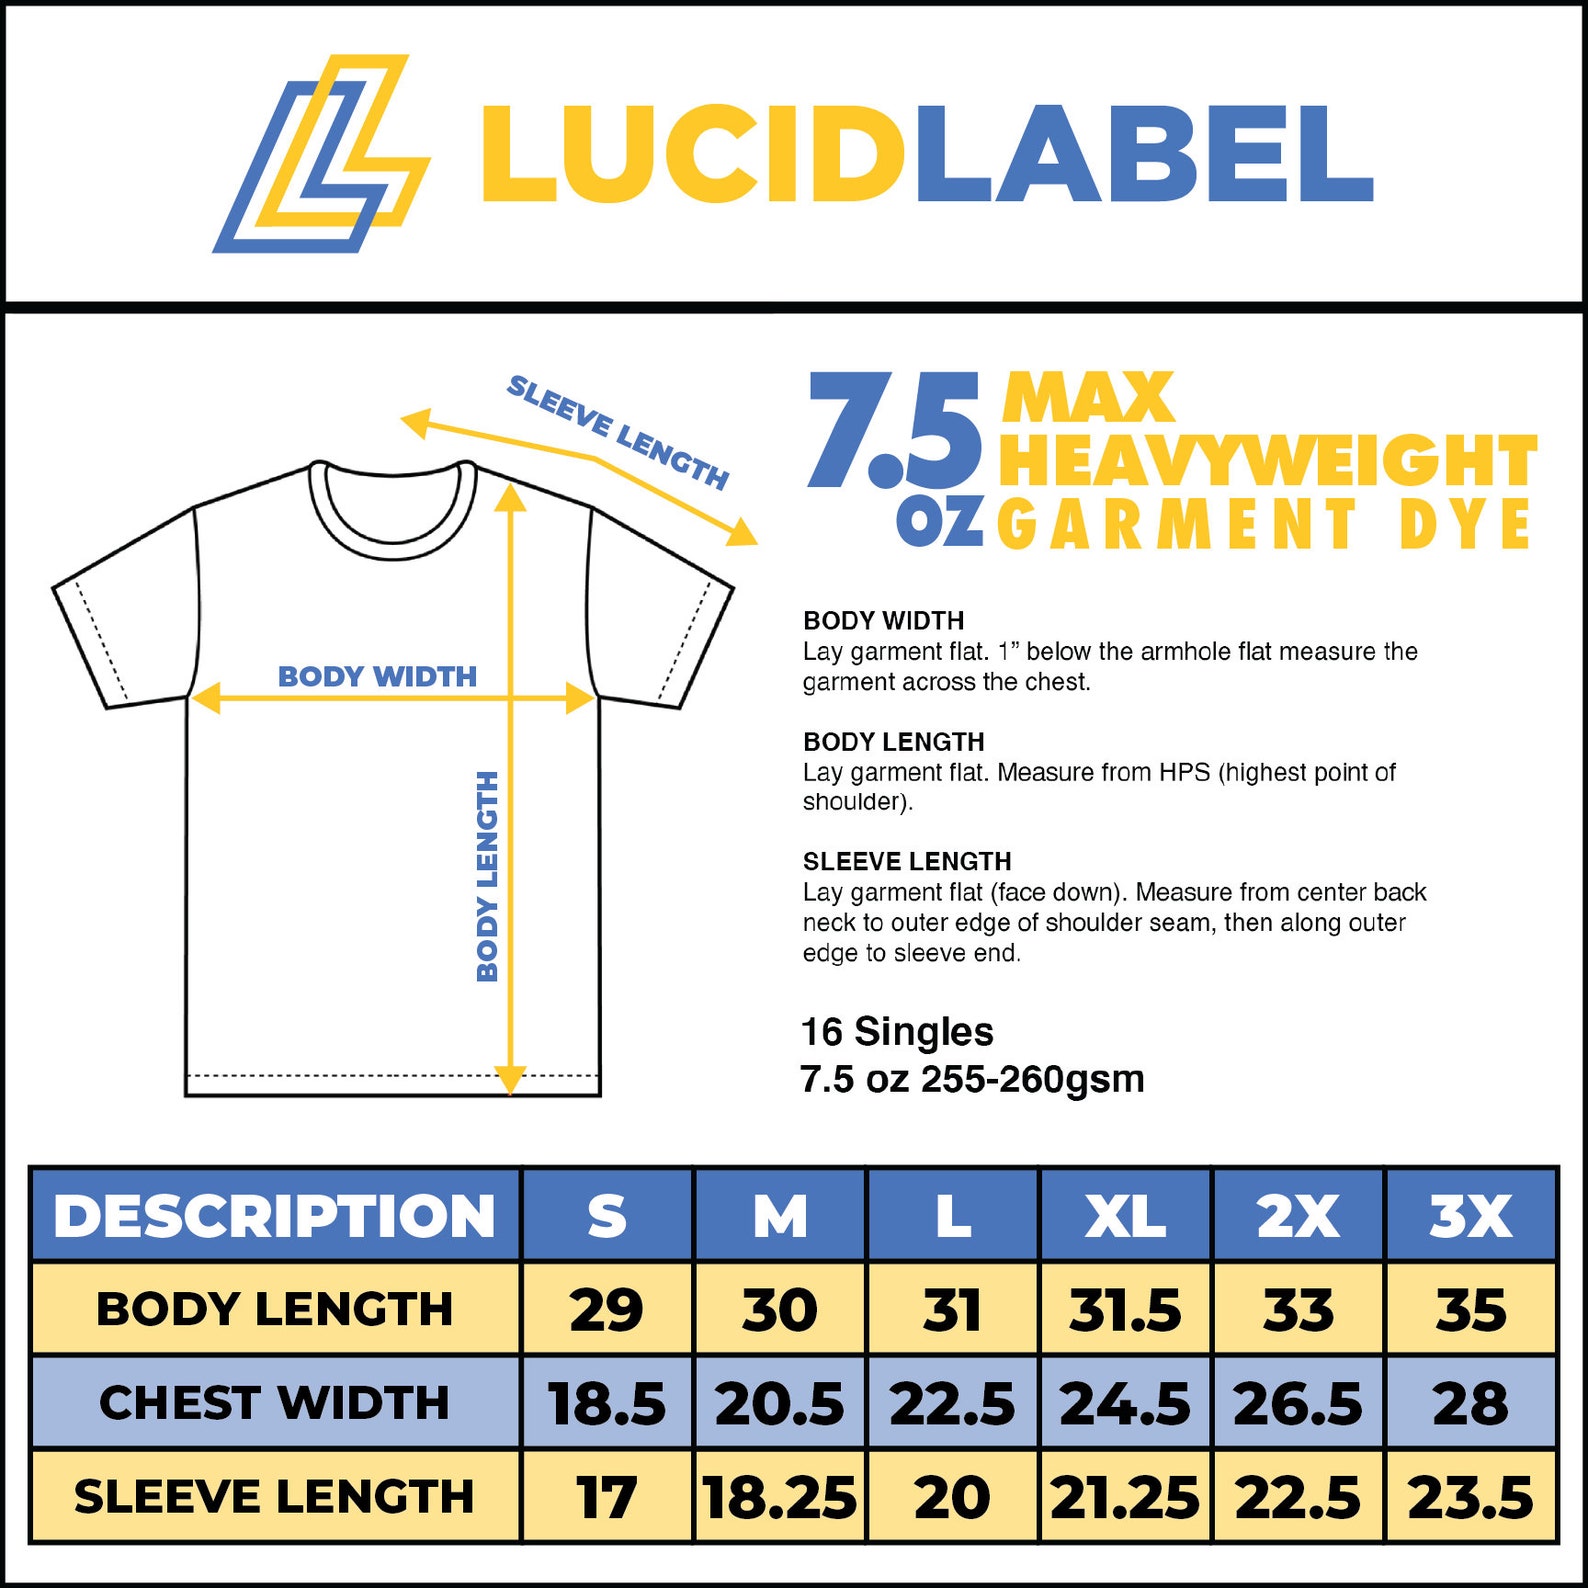 LUCIDLABEL
SLEEVE LENGTH
BODY WIDTH
BODY LENGTH
7.5 OZ
MAX
HEAVYWEIGHT
GARMENT DYE
BODY WIDTH
Lay garment flat. 1” below the armhole flat measure the
garment across the chest.
BODY LENGTH
Lay garment flat. Measure from HPS (highest point of
shoulder).
SLEEVE LENGTH
Lay garment flat (face down). Measure from center back
neck to outer edge of shoulder seam, then along outer
edge to sleeve end.
16 Singles
7.5 oz 255-260gsm
DESCRIPTION S M L XL 2X 3X
BODY LENGTH 29 30 31 31.5 33 35
CHEST WIDTH 18.5 20.5 22.5 24.5 26.5 28
SLEEVE LENGTH 17 18.25 20 21.25 22.5 23.5